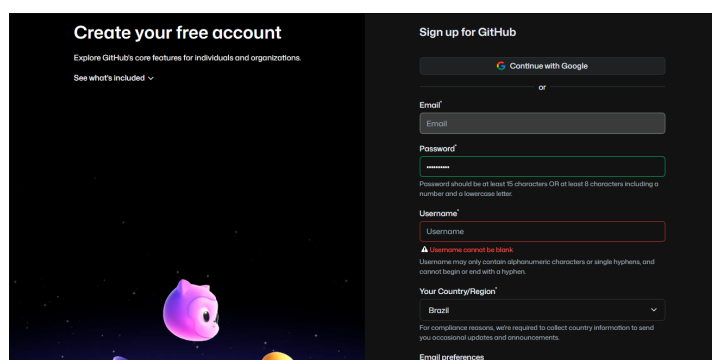 Create your free account
Explore GitHub's core features for individuals and organizations.
See what's included
Sign up for GitHub
Continue with Google
or
Email*
Email
Password*
••••••••••
Password should be at least 15 characters OR at least 8 characters including a
number and a lowercase letter.
Username*
Username
Username cannot be blank
Username may only contain alphanumeric characters or single hyphens, and
cannot begin or end with a hyphen.
Your Country/Region*
Brazil
For compliance reasons, we're required to collect country information to send
you occasional updates and announcements.
Email preferences